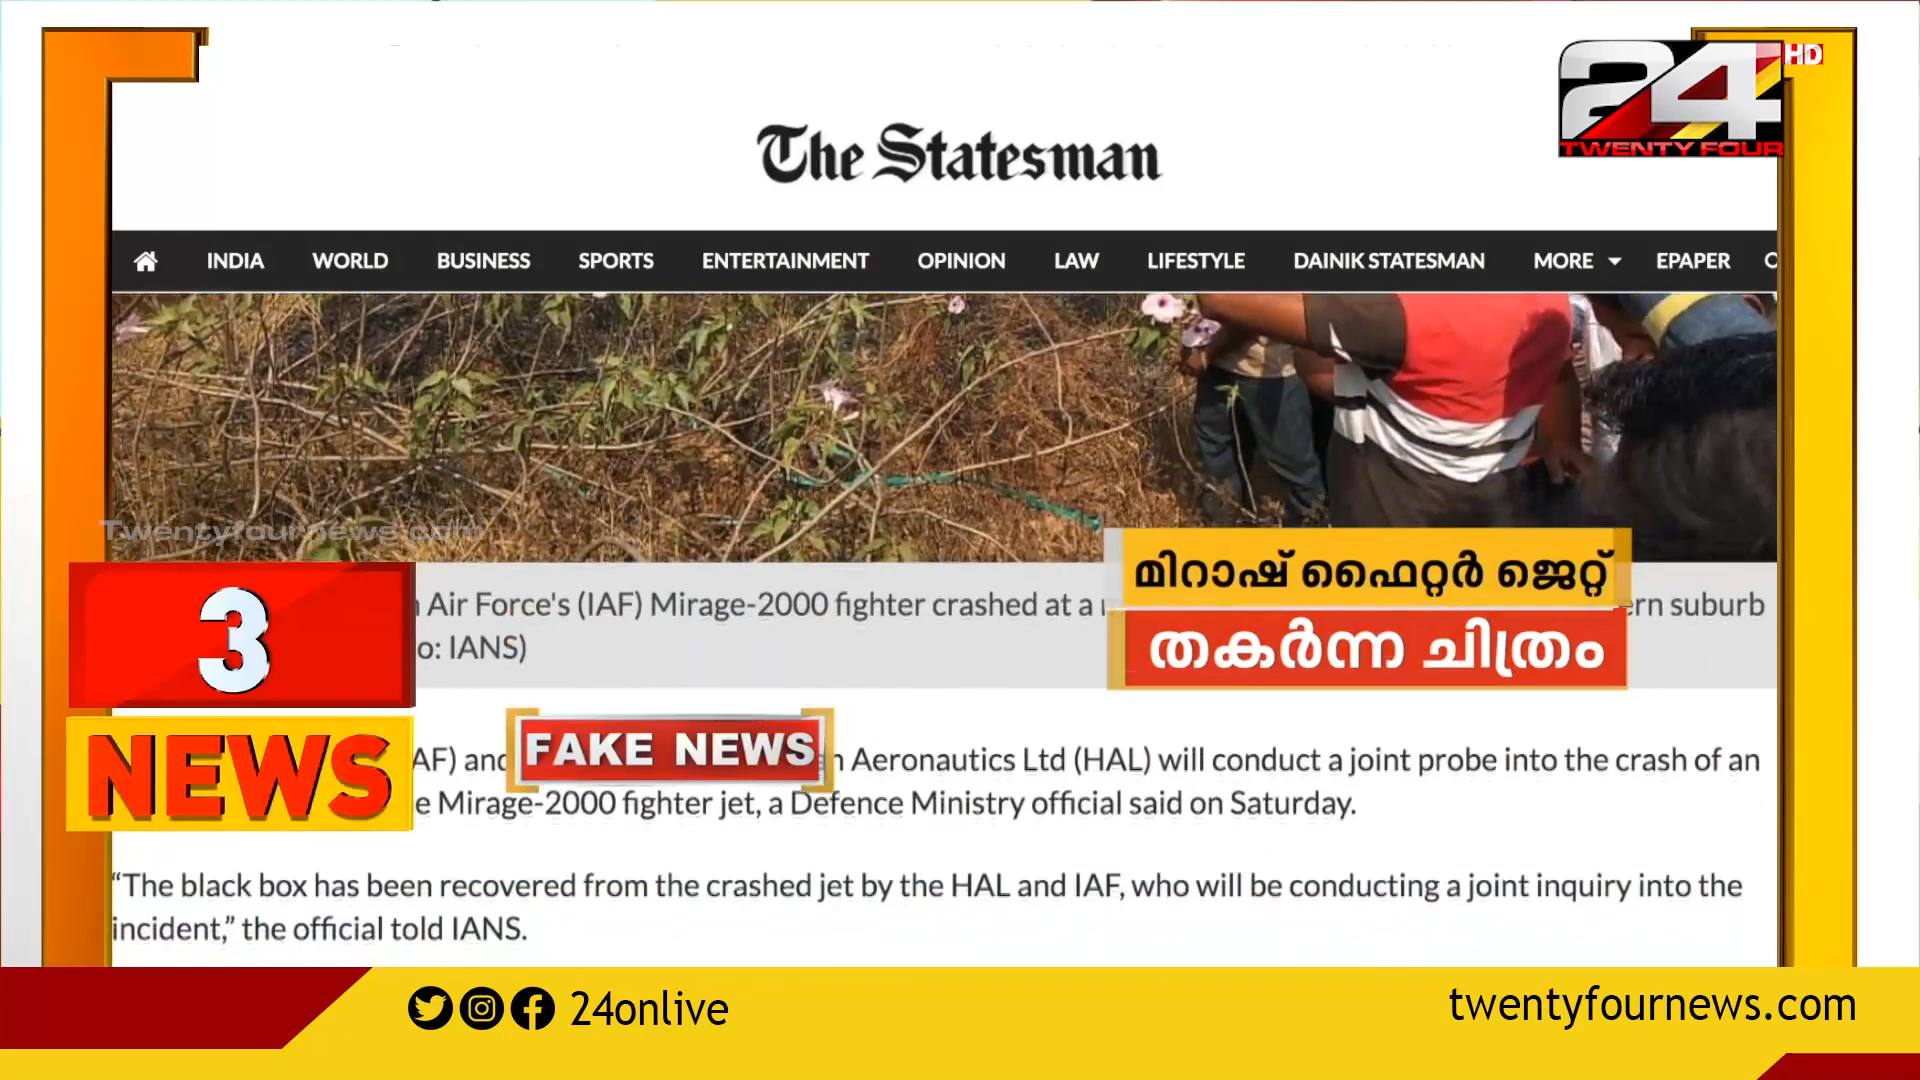 24
HD
TWENTY FOUR
The Statesman
INDIA WORLD BUSINESS SPORTS ENTERTAINMENT OPINION LAW LIFESTYLE DAINIK STATESMAN MORE EPAPER
Twentyfournews.com
മിറാഷ് ഫൈറ്റർ ജെറ്റ്
തകർന്ന ചിത്രം
3
NEWS
Air Force's (IAF) Mirage-2000 fighter crashed at a suburb
IANS)
FAKE NEWS
and Aeronautics Ltd (HAL) will conduct a joint probe into the crash of an
Mirage-2000 fighter jet, a Defence Ministry official said on Saturday.
“The black box has been recovered from the crashed jet by the HAL and IAF, who will be conducting a joint inquiry into the
incident,” the official told IANS.
24onlive
twentyfournews.com